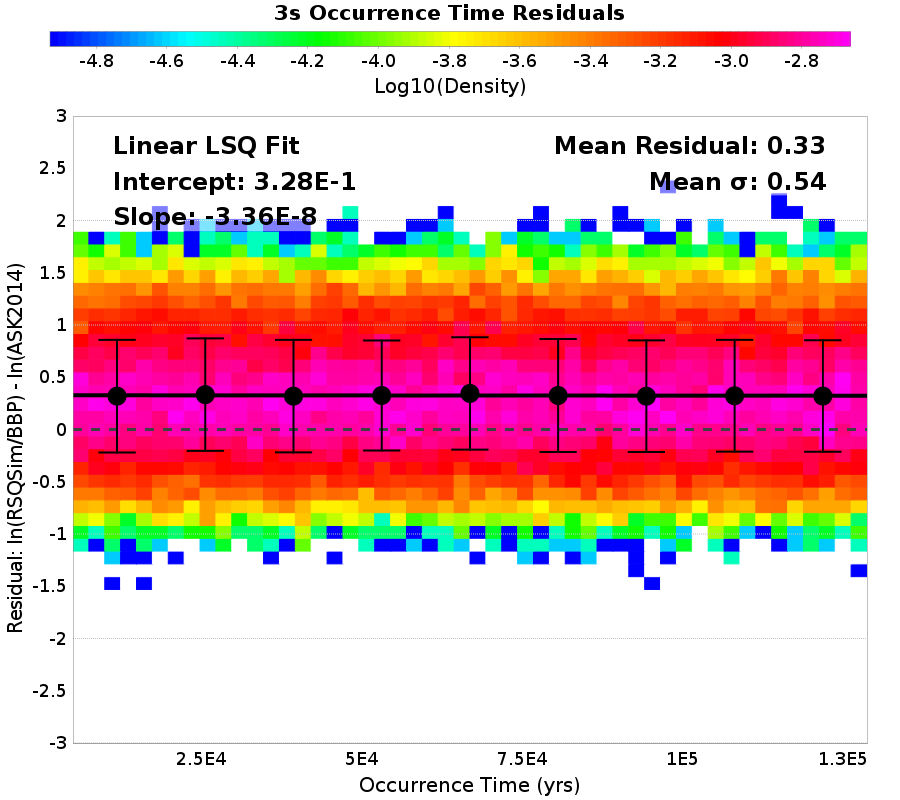 3s Occurrence Time Residuals
-4.8 -4.6 -4.4 -4.2 -4.0 -3.8 -3.6 -3.4 -3.2 -3.0 -2.8
Log10(Density)
Linear LSQ Fit
Intercept: 3.28E-1
Slope: -3.36E-8
Mean Residual: 0.33
Mean σ: 0.54
Residual: ln(RSQSim/BBP) - ln(ASK2014)
3
2.5
2
1.5
1
0.5
0
-0.5
-1
-1.5
-2
-2.5
-3
2.5E4 5E4 7.5E4 1E5 1.3E5
Occurrence Time (yrs)